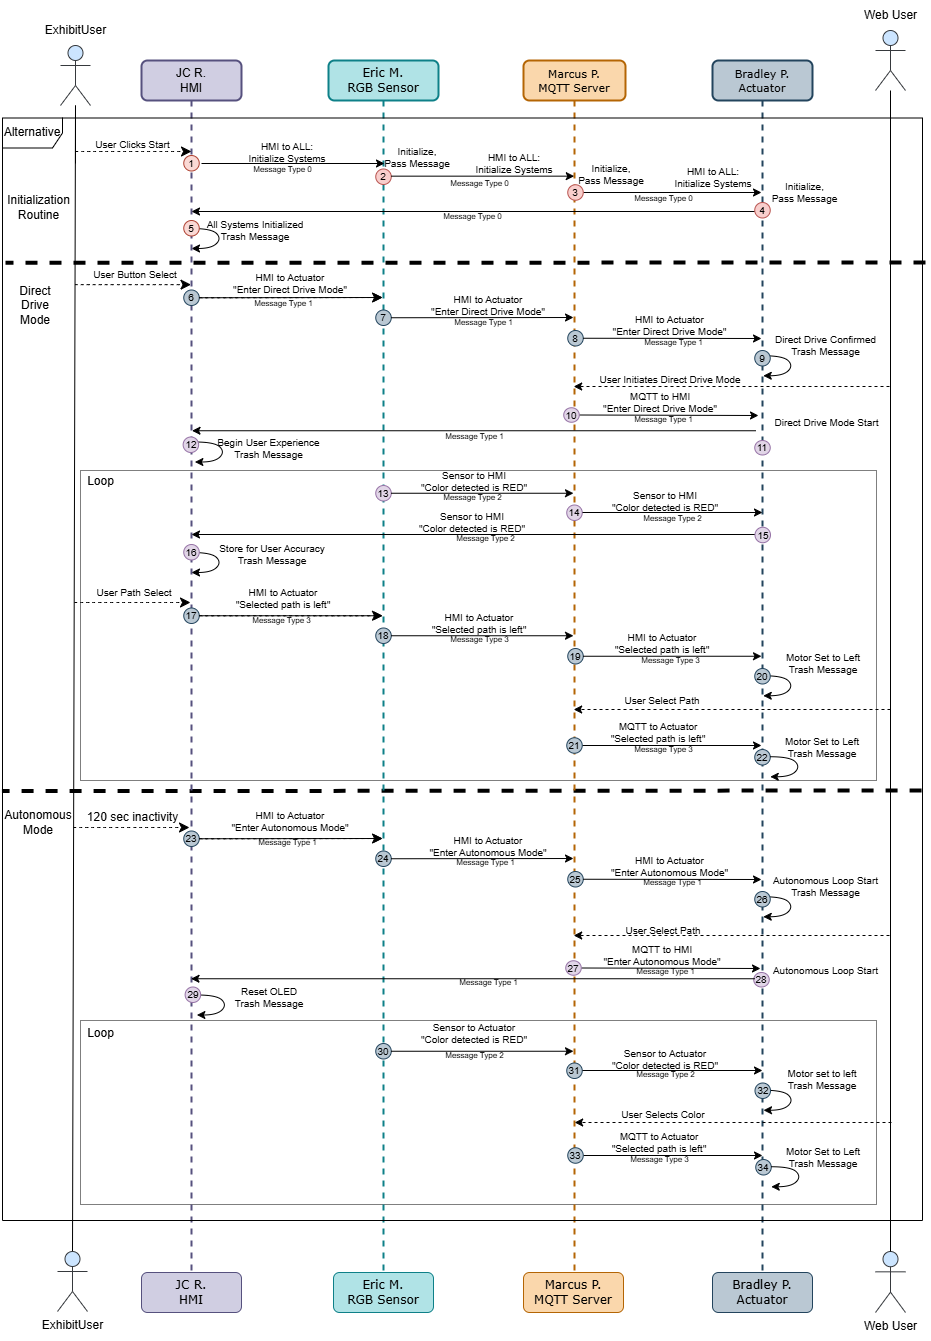 ExhibitUser
Web User
JC R.
HMI
Eric M.
RGB Sensor
Marcus P.
MQTT Server
Bradley P.
Actuator
Alternative
User Clicks Start
1
HMI to ALL:
Initialize Systems
Message Type 0
Initialize,
Pass Message
2
HMI to ALL:
Initialize Systems
Message Type 0
Initialize,
Pass Message
3
HMI to ALL:
Initialize Systems
Message Type 0
Initialize,
Pass Message
4
Initialization
Routine
Message Type 0
5
All Systems Initialized
Trash Message
Direct
Drive
Mode
User Button Select
6
HMI to Actuator
"Enter Direct Drive Mode"
Message Type 1
7
HMI to Actuator
"Enter Direct Drive Mode"
Message Type 1
8
HMI to Actuator
"Enter Direct Drive Mode"
Message Type 1
9
Direct Drive Confirmed
Trash Message
User Initiates Direct Drive Mode
10
MQTT to HMI
"Enter Direct Drive Mode"
Message Type 1
Direct Drive Mode Start
11
Message Type 1
12
Begin User Experience
Trash Message
Loop
13
Sensor to HMI
"Color detected is RED"
Message Type 2
14
Sensor to HMI
"Color detected is RED"
Message Type 2
15
Sensor to HMI
"Color detected is RED"
Message Type 2
16
Store for User Accuracy
Trash Message
User Path Select
17
HMI to Actuator
"Selected path is left"
Message Type 3
18
HMI to Actuator
"Selected path is left"
Message Type 3
19
HMI to Actuator
"Selected path is left"
Message Type 3
20
Motor Set to Left
Trash Message
User Select Path
21
MQTT to Actuator
"Selected path is left"
Message Type 3
22
Motor Set to Left
Trash Message
Autonomous
Mode
120 sec inactivity
23
HMI to Actuator
"Enter Autonomous Mode"
Message Type 1
24
HMI to Actuator
"Enter Autonomous Mode"
Message Type 1
25
HMI to Actuator
"Enter Autonomous Mode"
Message Type 1
26
Autonomous Loop Start
Trash Message
User Select Path
27
MQTT to HMI
"Enter Autonomous Mode"
Message Type 1
28
Autonomous Loop Start
Message Type 1
29
Reset OLED
Trash Message
Loop
30
Sensor to Actuator
"Color detected is RED"
Message Type 2
31
Sensor to Actuator
"Color detected is RED"
Message Type 2
32
Motor set to left
Trash Message
User Selects Color
33
MQTT to Actuator
"Selected path is left"
Message Type 3
34
Motor Set to Left
Trash Message
JC R.
HMI
Eric M.
RGB Sensor
Marcus P.
MQTT Server
Bradley P.
Actuator
ExhibitUser
Web User